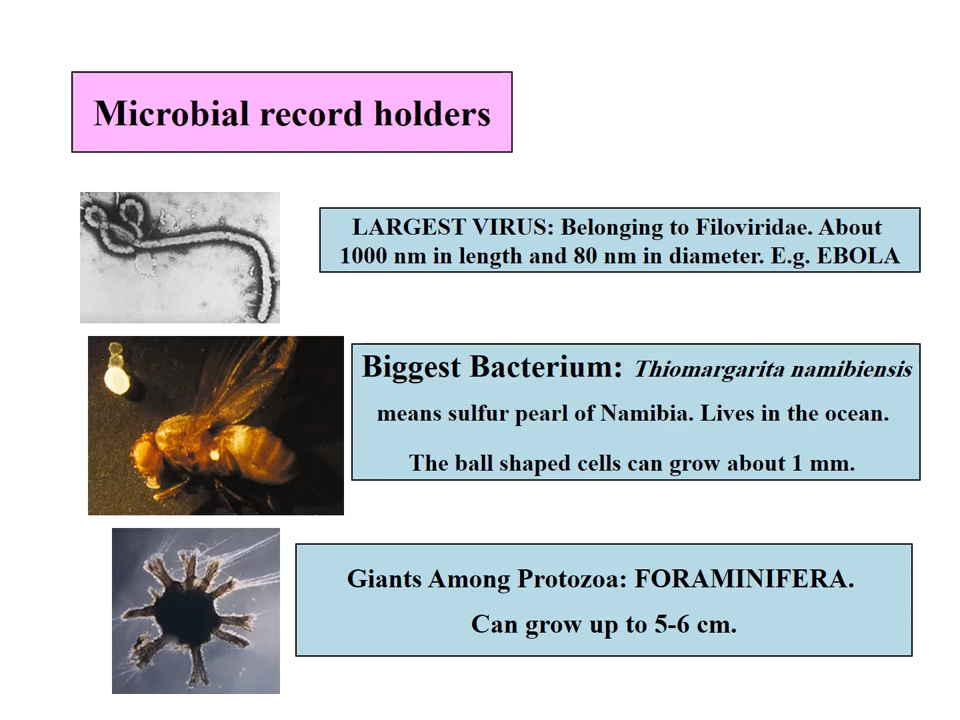 Microbial record holders
LARGEST VIRUS: Belonging to Filoviridae. About
1000 nm in length and 80 nm in diameter. E.g. EBOLA
Biggest Bacterium: Thiomargarita namibiensis
means sulfur pearl of Namibia. Lives in the ocean.
The ball shaped cells can grow about 1 mm.
Giants Among Protozoa: FORAMINIFERA.
Can grow up to 5-6 cm.